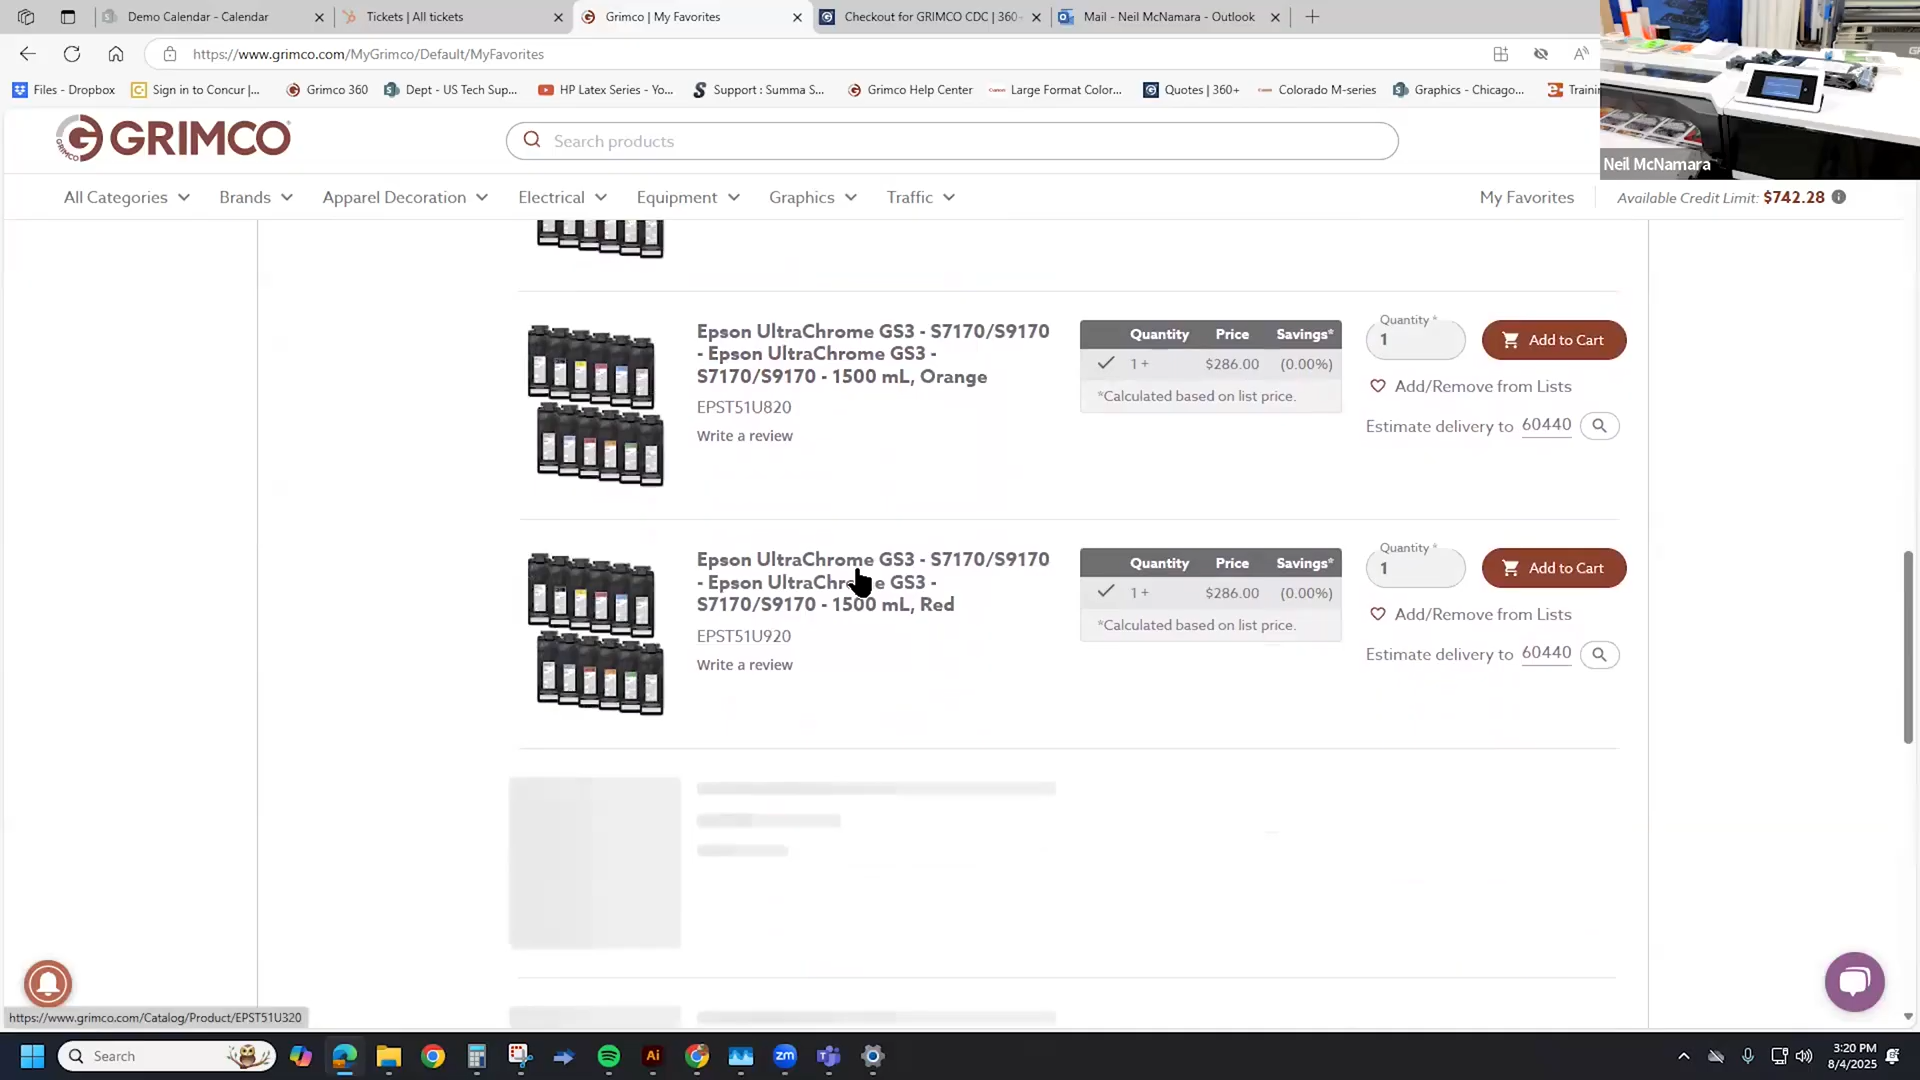 Demo Calendar - Calendar
Tickets | All tickets
Grimco | My Favorites
Checkout for GRIMCO CDC | 360
Mail - Neil McNamara - Outlook
https://www.grimco.com/MyGrimco/Default/MyFavorites
Files - Dropbox
Sign in to Concur |...
Grimco 360
Dept - US Tech Sup...
HP Latex Series - Yo...
Support : Summa S...
Grimco Help Center
Large Format Color...
Quotes | 360+
Colorado M-series
Graphics - Chicago...
Traini
Neil McNamara
GRIMCO
Search products
All Categories
Brands
Apparel Decoration
Electrical
Equipment
Graphics
Traffic
My Favorites
Available Credit Limit: $742.28
Epson UltraChrome GS3 - S7170/S9170
- Epson UltraChrome GS3 -
S7170/S9170 - 1500 mL, Orange
EPST51U820
Write a review
Quantity Price Savings*
1 + $286.00 (0.00%)
*Calculated based on list price.
Quantity *
1
Add to Cart
Add/Remove from Lists
Estimate delivery to 60440
Epson UltraChrome GS3 - S7170/S9170
- Epson UltraChrome GS3 -
S7170/S9170 - 1500 mL, Red
EPST51U920
Write a review
Quantity Price Savings*
1 + $286.00 (0.00%)
*Calculated based on list price.
Quantity *
1
Add to Cart
Add/Remove from Lists
Estimate delivery to 60440
https://www.grimco.com/Catalog/Product/EPST51U320
Search
Ai
zm
3:20 PM
8/4/2025